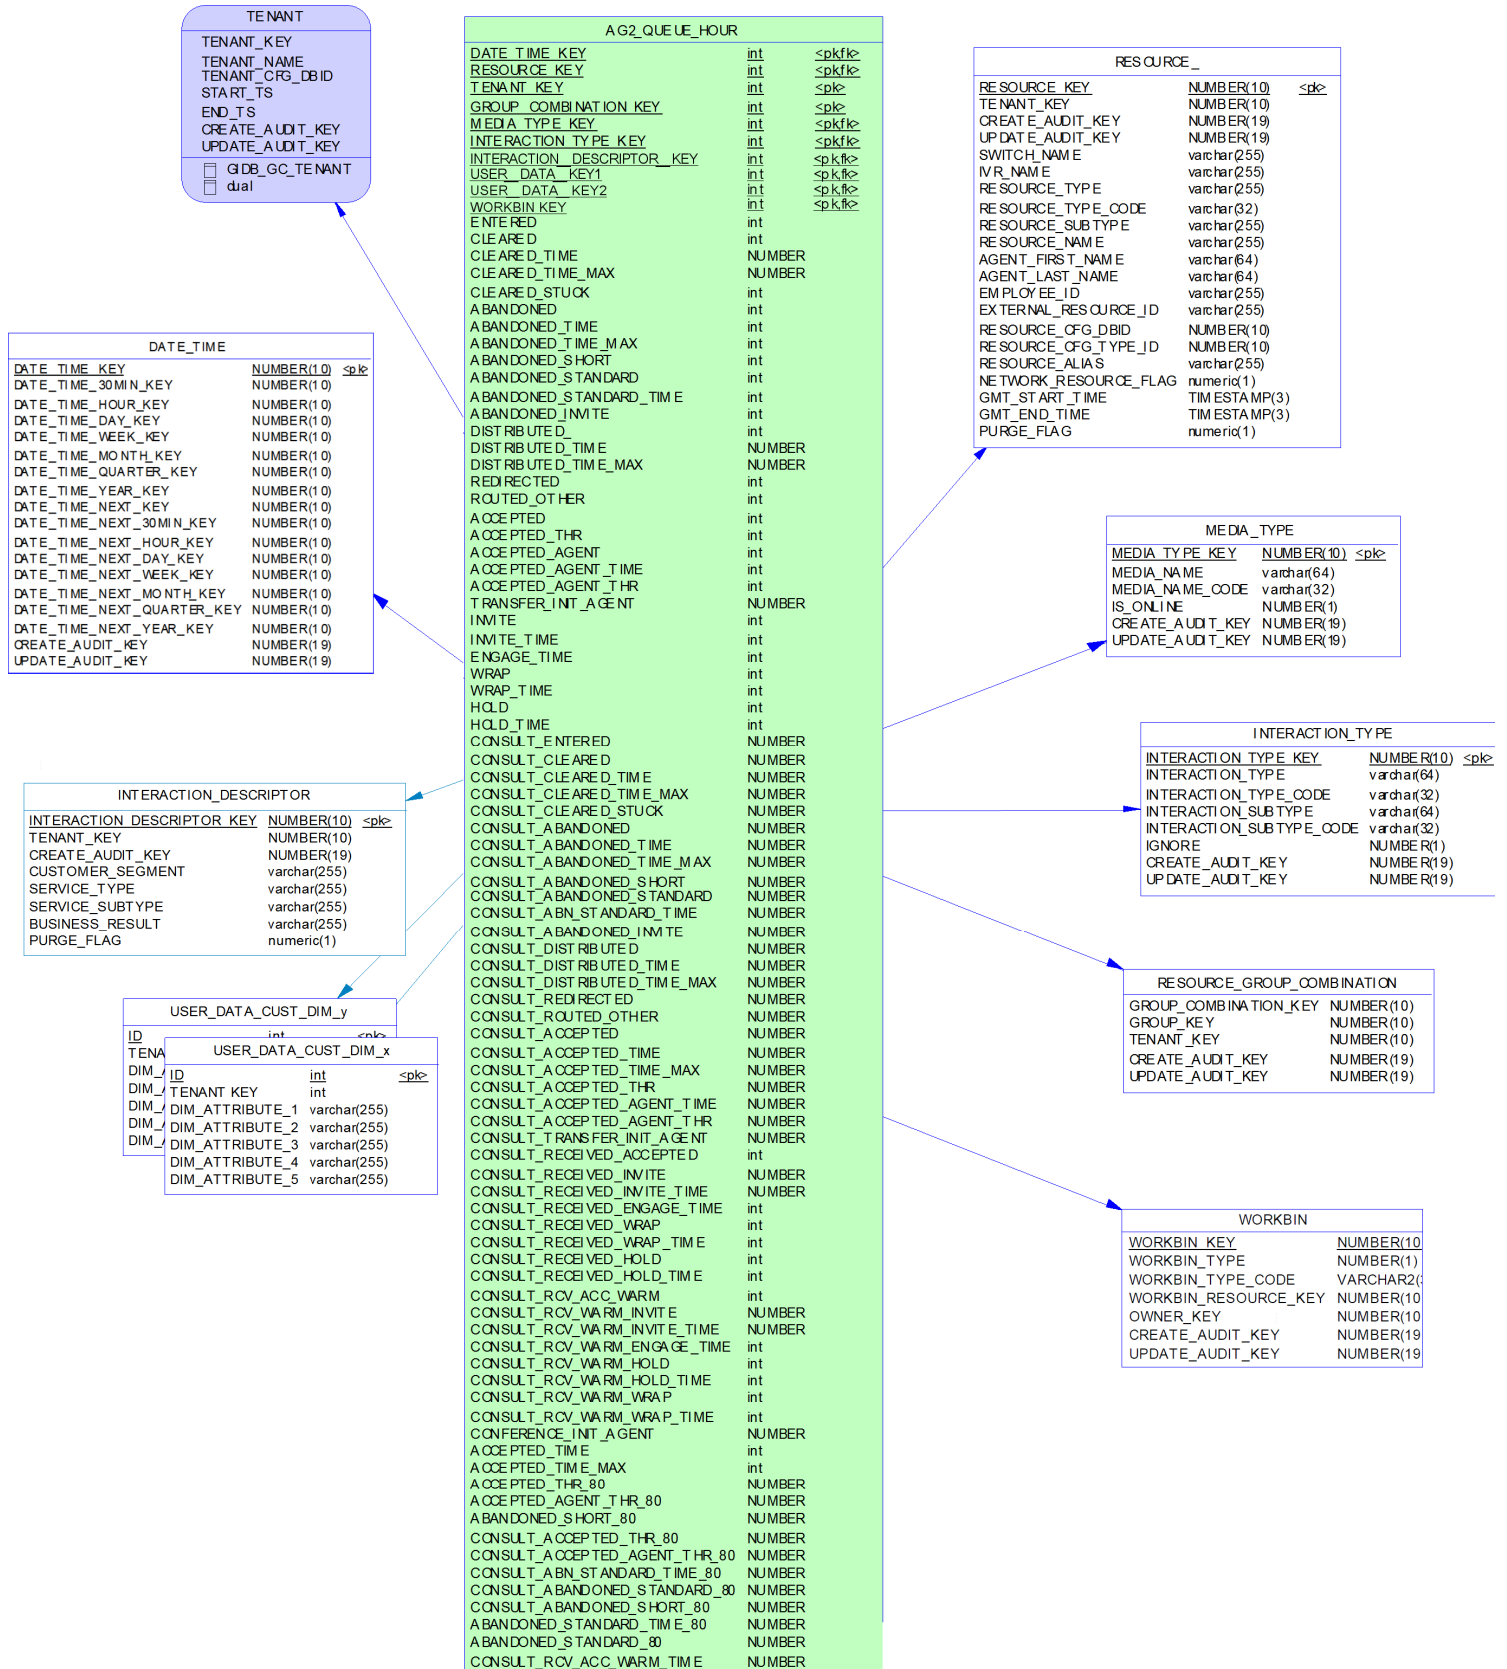 TENANT
TENANT_KEY
TENANT_NAME
TENANT_CFG_DBID
START_TS
END_TS
CREATE_AUDIT_KEY
UPDATE_AUDIT_KEY
GIDB_GC_TENANT
dual
DATE_TIME
DATE_TIME_KEY NUMBER(10) <pk>
DATE_TIME_30MIN_KEY NUMBER(10)
DATE_TIME_HOUR_KEY NUMBER(10)
DATE_TIME_DAY_KEY NUMBER(10)
DATE_TIME_WEEK_KEY NUMBER(10)
DATE_TIME_MONTH_KEY NUMBER(10)
DATE_TIME_QUARTER_KEY NUMBER(10)
DATE_TIME_YEAR_KEY NUMBER(10)
DATE_TIME_NEXT_KEY NUMBER(10)
DATE_TIME_NEXT_30MIN_KEY NUMBER(10)
DATE_TIME_NEXT_HOUR_KEY NUMBER(10)
DATE_TIME_NEXT_DAY_KEY NUMBER(10)
DATE_TIME_NEXT_WEEK_KEY NUMBER(10)
DATE_TIME_NEXT_MONTH_KEY NUMBER(10)
DATE_TIME_NEXT_QUARTER_KEY NUMBER(10)
DATE_TIME_NEXT_YEAR_KEY NUMBER(10)
CREATE_AUDIT_KEY NUMBER(19)
UPDATE_AUDIT_KEY NUMBER(19)
INTERACTION_DESCRIPTOR
INTERACTION_DESCRIPTOR_KEY NUMBER(10) <pk>
TENANT_KEY NUMBER(10)
CREATE_AUDIT_KEY NUMBER(19)
CUSTOMER_SEGMENT varchar(255)
SERVICE_TYPE varchar(255)
SERVICE_SUBTYPE varchar(255)
BUSINESS_RESULT varchar(255)
PURGE_FLAG numeric(1)
USER_DATA_CUST_DIM_y
ID int <pk>
TENA
DIM_A
DIM_A
DIM_A
DIM_A
DIM_A
USER_DATA_CUST_DIM_x
ID int <pk>
TENANT KEY int
DIM_ATTRIBUTE_1 varchar(255)
DIM_ATTRIBUTE_2 varchar(255)
DIM_ATTRIBUTE_3 varchar(255)
DIM_ATTRIBUTE_4 varchar(255)
DIM_ATTRIBUTE_5 varchar(255)
AG2_QUEUE_HOUR
DATE_TIME_KEY int <pk,fk>
RESOURCE_KEY int <pk,fk>
TENANT_KEY int <pk>
GROUP_COMBINATION_KEY int <pk>
MEDIA_TYPE_KEY int <pk,fk>
INTERACTION_TYPE_KEY int <pk,fk>
INTERACTION_DESCRIPTOR_KEY int <pk,fk>
USER_DATA_KEY1 int <pk,fk>
USER_DATA_KEY2 int <pk,fk>
WORKBIN KEY int <pk,fk>
ENTERED int
CLEARED int
CLEARED_TIME NUMBER
CLEARED_TIME_MAX NUMBER
CLEARED_STUCK int
ABANDONED int
ABANDONED_TIME int
ABANDONED_TIME_MAX int
ABANDONED_SHORT int
ABANDONED_STANDARD int
ABANDONED_STANDARD_TIME int
ABANDONED_INVITE int
DISTRIBUTED_ int
DISTRIBUTED_TIME NUMBER
DISTRIBUTED_TIME_MAX NUMBER
REDIRECTED int
ROUTED_OTHER int
ACCEPTED int
ACCEPTED_THR int
ACCEPTED_AGENT int
ACCEPTED_AGENT_TIME int
ACCEPTED_AGENT_THR int
TRANSFER_INIT_AGENT NUMBER
INVITE int
INVITE_TIME int
ENGAGE_TIME int
WRAP int
WRAP_TIME int
HOLD int
HOLD_TIME int
CONSULT_ENTERED NUMBER
CONSULT_CLEARED NUMBER
CONSULT_CLEARED_TIME NUMBER
CONSULT_CLEARED_TIME_MAX NUMBER
CONSULT_CLEARED_STUCK NUMBER
CONSULT_ABANDONED NUMBER
CONSULT_ABANDONED_TIME NUMBER
CONSULT_ABANDONED_TIME_MAX NUMBER
CONSULT_ABANDONED_SHORT NUMBER
CONSULT_ABANDONED_STANDARD NUMBER
CONSULT_ABN_STANDARD_TIME NUMBER
CONSULT_ABANDONED_INVITE NUMBER
CONSULT_DISTRIBUTED NUMBER
CONSULT_DISTRIBUTED_TIME NUMBER
CONSULT_DISTRIBUTED_TIME_MAX NUMBER
CONSULT_REDIRECTED NUMBER
CONSULT_ROUTED_OTHER NUMBER
CONSULT_ACCEPTED NUMBER
CONSULT_ACCEPTED_TIME NUMBER
CONSULT_ACCEPTED_TIME_MAX NUMBER
CONSULT_ACCEPTED_THR NUMBER
CONSULT_ACCEPTED_AGENT_TIME NUMBER
CONSULT_ACCEPTED_AGENT_THR NUMBER
CONSULT_TRANSFER_INIT_AGENT NUMBER
CONSULT_RECEIVED_ACCEPTED int
CONSULT_RECEIVED_INVITE NUMBER
CONSULT_RECEIVED_INVITE_TIME NUMBER
CONSULT_RECEIVED_ENGAGE_TIME int
CONSULT_RECEIVED_WRAP int
CONSULT_RECEIVED_WRAP_TIME int
CONSULT_RECEIVED_HOLD int
CONSULT_RECEIVED_HOLD_TIME int
CONSULT_RCV_ACC_WARM int
CONSULT_RCV_WARM_INVITE NUMBER
CONSULT_RCV_WARM_INVITE_TIME NUMBER
CONSULT_RCV_WARM_ENGAGE_TIME int
CONSULT_RCV_WARM_HOLD int
CONSULT_RCV_WARM_HOLD_TIME int
CONSULT_RCV_WARM_WRAP int
CONSULT_RCV_WARM_WRAP_TIME int
CONFERENCE_INIT_AGENT NUMBER
ACCEPTED_TIME int
ACCEPTED_TIME_MAX int
ACCEPTED_THR_80 NUMBER
ACCEPTED_AGENT_THR_80 NUMBER
ABANDONED_SHORT_80 NUMBER
CONSULT_ACCEPTED_THR_80 NUMBER
CONSULT_ACCEPTED_AGENT_THR_80 NUMBER
CONSULT_ABN_STANDARD_TIME_80 NUMBER
CONSULT_ABANDONED_STANDARD_80 NUMBER
CONSULT_ABANDONED_SHORT_80 NUMBER
ABANDONED_STANDARD_TIME_80 NUMBER
ABANDONED_STANDARD_80 NUMBER
CONSULT_RCV_ACC_WARM_TIME NUMBER
RESOURCE_
RESOURCE_KEY NUMBER(10) <pk>
TENANT_KEY NUMBER(10)
CREATE_AUDIT_KEY NUMBER(19)
UPDATE_AUDIT_KEY NUMBER(19)
SWITCH_NAME varchar(255)
IVR_NAME varchar(255)
RESOURCE_TYPE varchar(255)
RESOURCE_TYPE_CODE varchar(32)
RESOURCE_SUBTYPE varchar(255)
RESOURCE_NAME varchar(255)
AGENT_FIRST_NAME varchar(64)
AGENT_LAST_NAME varchar(64)
EMPLOYEE_ID varchar(255)
EXTERNAL_RESOURCE_ID varchar(255)
RESOURCE_CFG_DBID NUMBER(10)
RESOURCE_CFG_TYPE_ID NUMBER(10)
RESOURCE_ALIAS varchar(255)
NETWORK_RESOURCE_FLAG numeric(1)
GMT_START_TIME TIMESTAMP(3)
GMT_END_TIME TIMESTAMP(3)
PURGE_FLAG numeric(1)
MEDIA_TYPE
MEDIA_TYPE_KEY NUMBER(10) <pk>
MEDIA_NAME varchar(64)
MEDIA_NAME_CODE varchar(32)
IS_ONLINE NUMBER(1)
CREATE_AUDIT_KEY NUMBER(19)
UPDATE_AUDIT_KEY NUMBER(19)
INTERACTION_TYPE
INTERACTION_TYPE_KEY NUMBER(10) <pk>
INTERACTION_TYPE varchar(64)
INTERACTION_TYPE_CODE varchar(32)
INTERACTION_SUBTYPE varchar(64)
INTERACTION_SUBTYPE_CODE varchar(32)
IGNORE NUMBER(1)
CREATE_AUDIT_KEY NUMBER(19)
UPDATE_AUDIT_KEY NUMBER(19)
RESOURCE_GROUP_COMBINATION
GROUP_COMBINATION_KEY NUMBER(10)
GROUP_KEY NUMBER(10)
TENANT_KEY NUMBER(10)
CREATE_AUDIT_KEY NUMBER(19)
UPDATE_AUDIT_KEY NUMBER(19)
WORKBIN
WORKBIN_KEY NUMBER(10
WORKBIN_TYPE NUMBER(1)
WORKBIN_TYPE_CODE VARCHAR2(
WORKBIN_RESOURCE_KEY NUMBER(10
OWNER_KEY NUMBER(10
CREATE_AUDIT_KEY NUMBER(19
UPDATE_AUDIT_KEY NUMBER(19